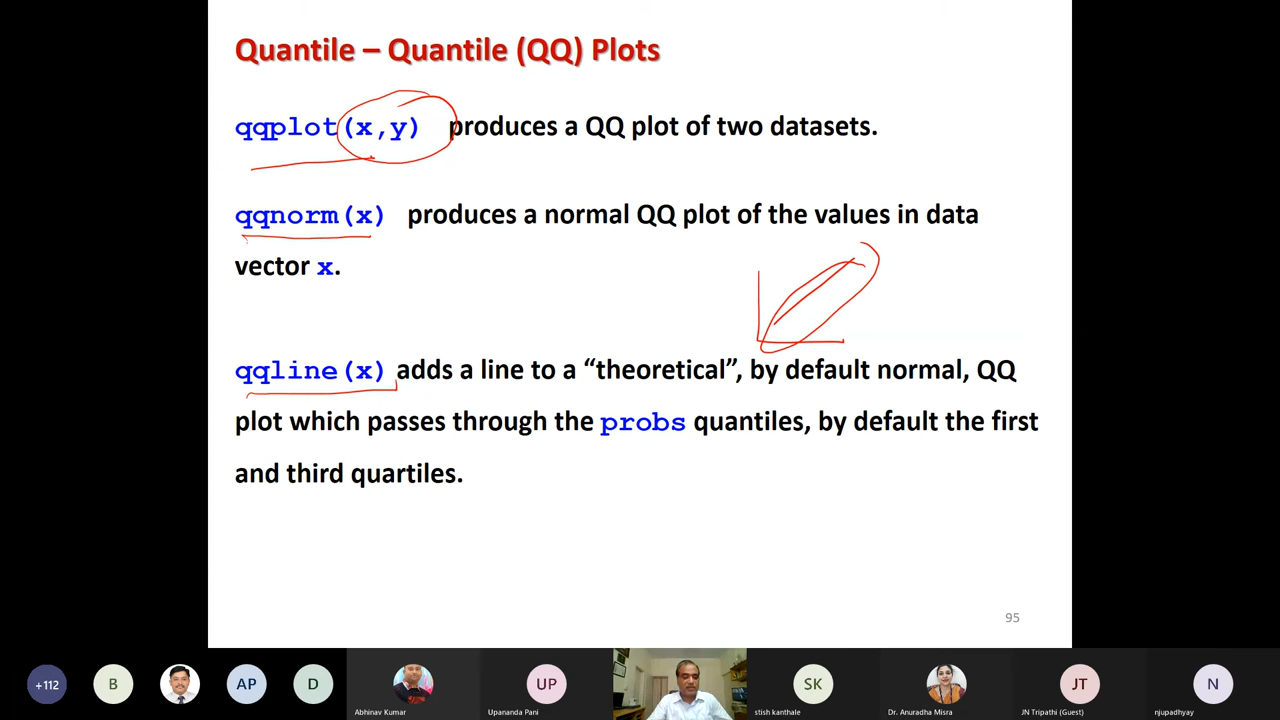 Quantile – Quantile (QQ) Plots
qqplot(x,y) produces a QQ plot of two datasets.
qqnorm(x) produces a normal QQ plot of the values in data
vector x.
qqline(x) adds a line to a “theoretical”, by default normal, QQ
plot which passes through the probs quantiles, by default the first
and third quartiles.
95
+112
B
AP
D
Abhinav Kumar
UP
Upananda Pani
SK
stish kanthale
Dr. Anuradha Misra
JT
JN Tripathi (Guest)
N
njupadhyay